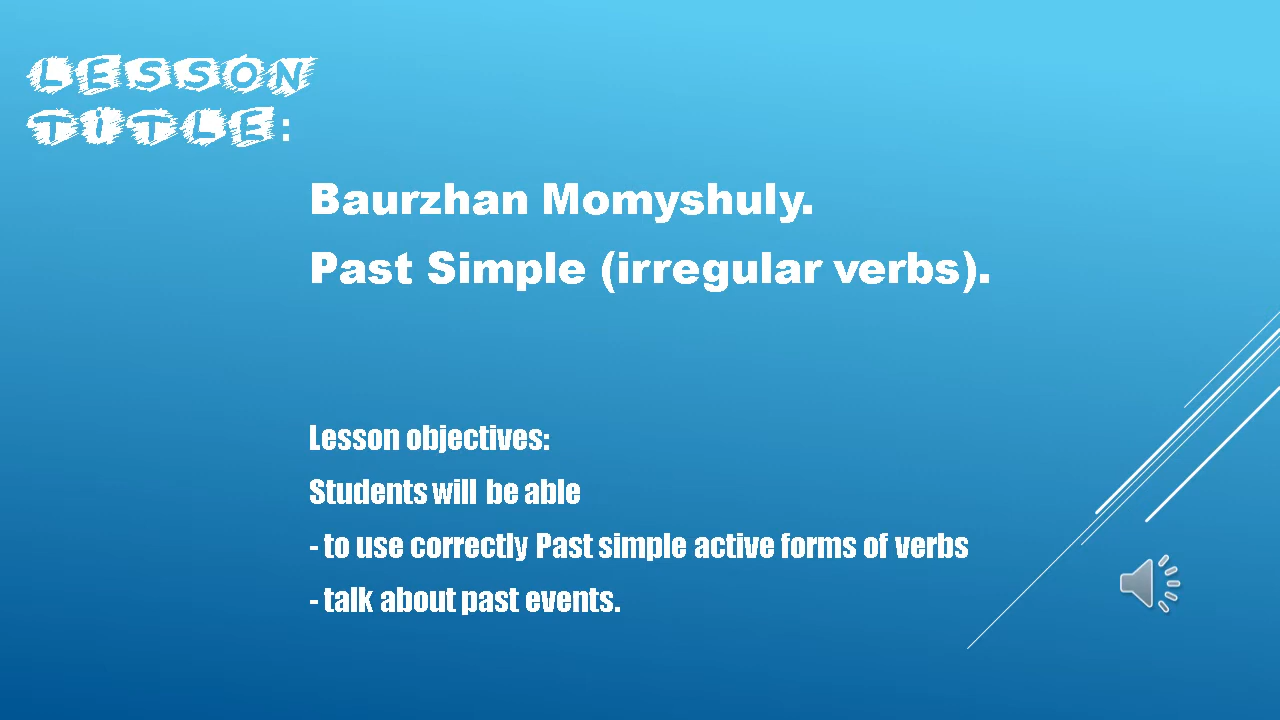 LESSON
TITLE:
Baurzhan Momyshuly.
Past Simple (irregular verbs).
Lesson objectives:
Students will be able
- to use correctly Past simple active forms of verbs
- talk about past events.